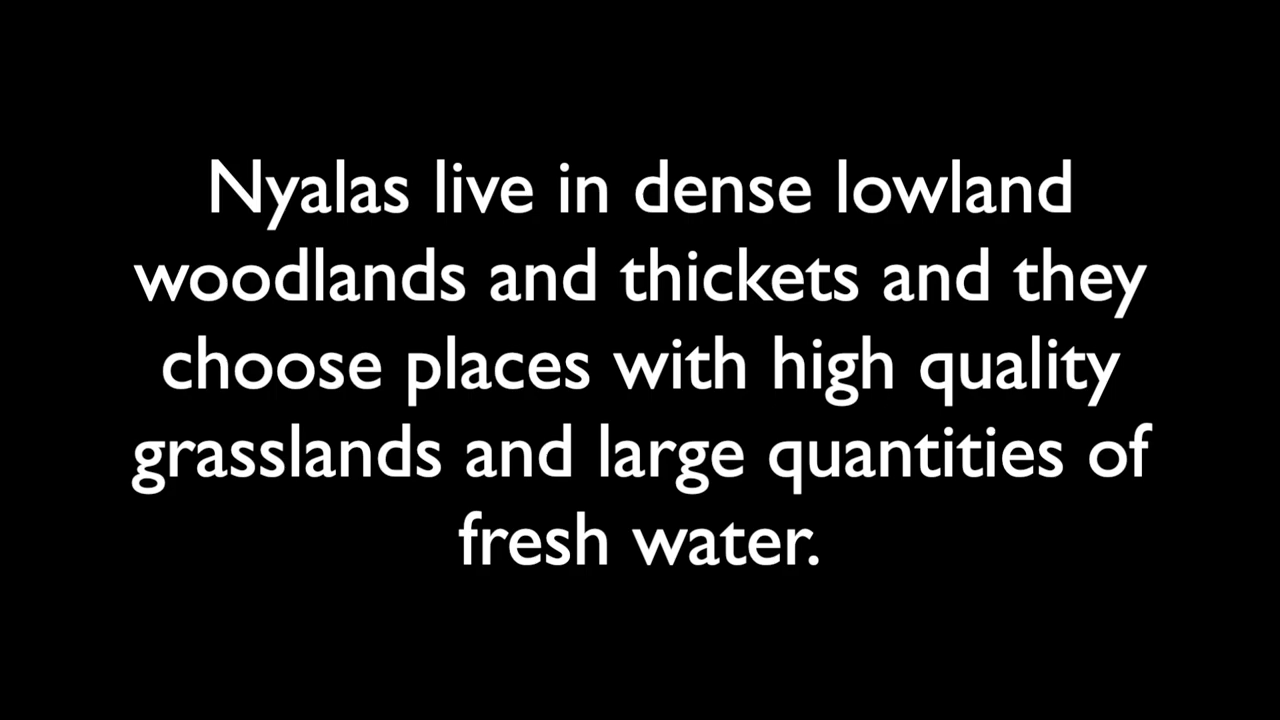 Nyalas live in dense lowland
woodlands and thickets and they
choose places with high quality
grasslands and large quantities of
fresh water.